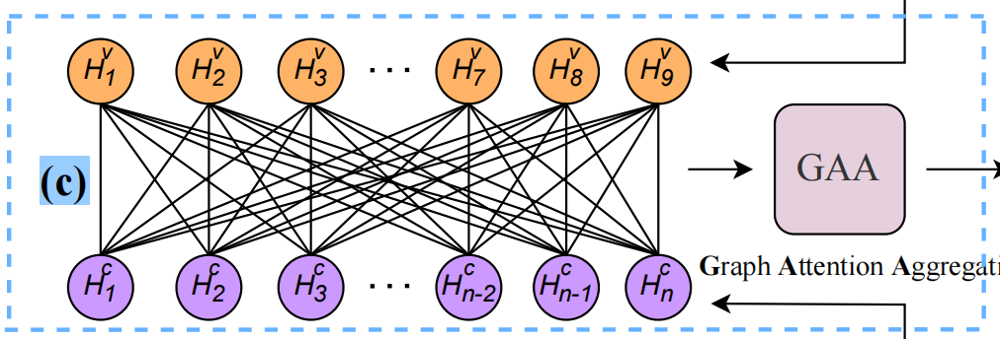 H₁ᵛ H₂ᵛ H₃ᵛ ··· H₇ᵛ H₈ᵛ H₉ᵛ
(c)
GAA
H₁ᶜ H₂ᶜ H₃ᶜ ··· Hₙ₋₂ᶜ Hₙ₋₁ᶜ Hₙᶜ
Graph Attention Aggregati